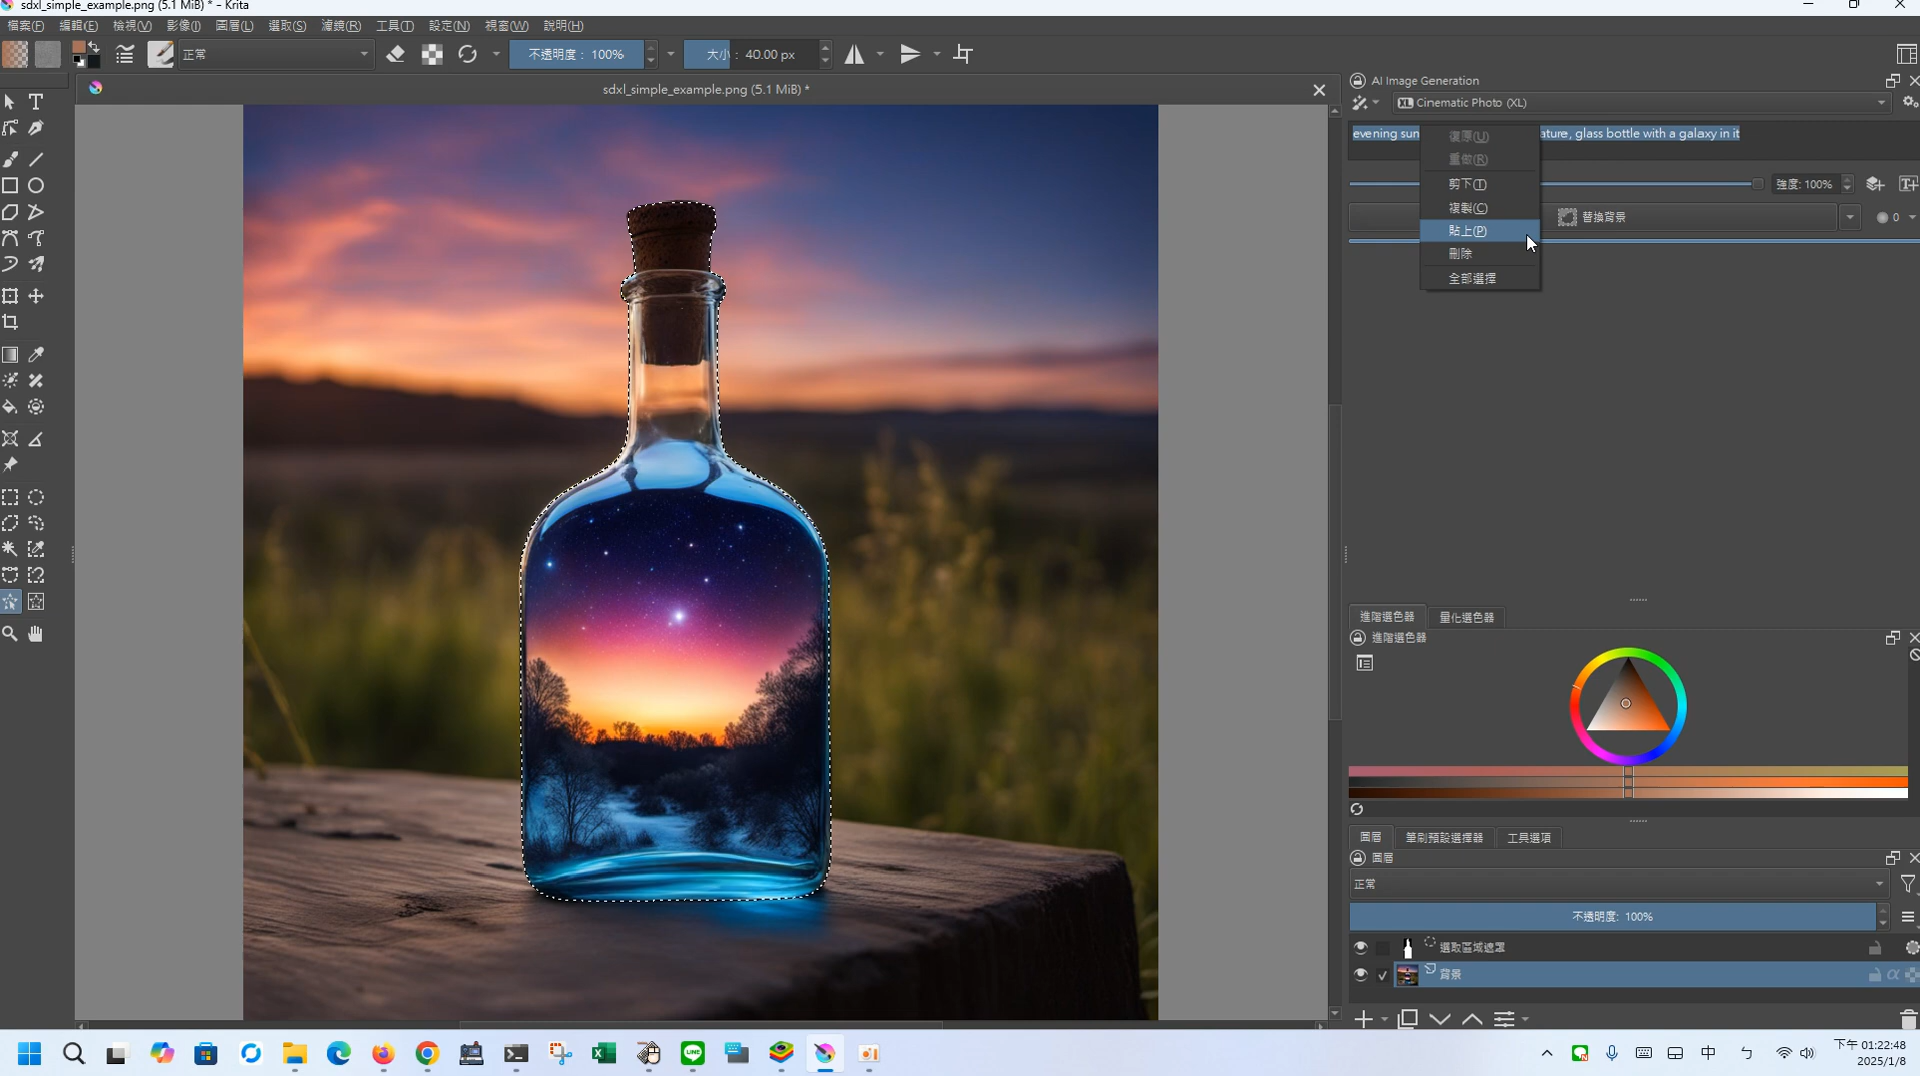 sdxl_simple_example.png (5.1 MiB) * - Krita
檔案(F) 編輯(E) 檢視(V) 影像(I) 圖層(L) 選取(S) 濾鏡(R) 工具(T) 設定(N) 視窗(W) 說明(H)
正常 不透明度： 100% 大小： 40.00 px
sdxl_simple_example.png (5.1 MiB) *
AI Image Generation
XL Cinematic Photo (XL)
evening sun ature, glass bottle with a galaxy in it
復原(U)
重做(R)
剪下(T)
複製(C)
貼上(P)
刪除
全部選擇
強度: 100%
替換背景 0
進階選色器 量化選色器
進階選色器
圖層 筆刷預設選擇器 工具選項
圖層
正常
不透明度: 100%
選取區域遮罩
背景
中 ㄅ
下午 01:22:48
2025/1/8